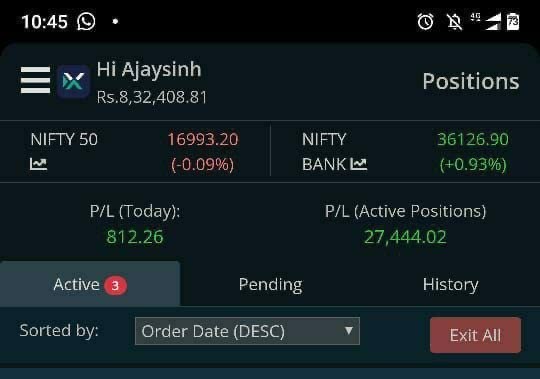 10:45 4G 73
Hi Ajaysinh
Rs.8,32,408.81
Positions
NIFTY 50 16993.20 NIFTY 36126.90
(-0.09%) BANK (+0.93%)
P/L (Today): P/L (Active Positions)
812.26 27,444.02
Active 3 Pending History
Sorted by: Order Date (DESC) Exit All